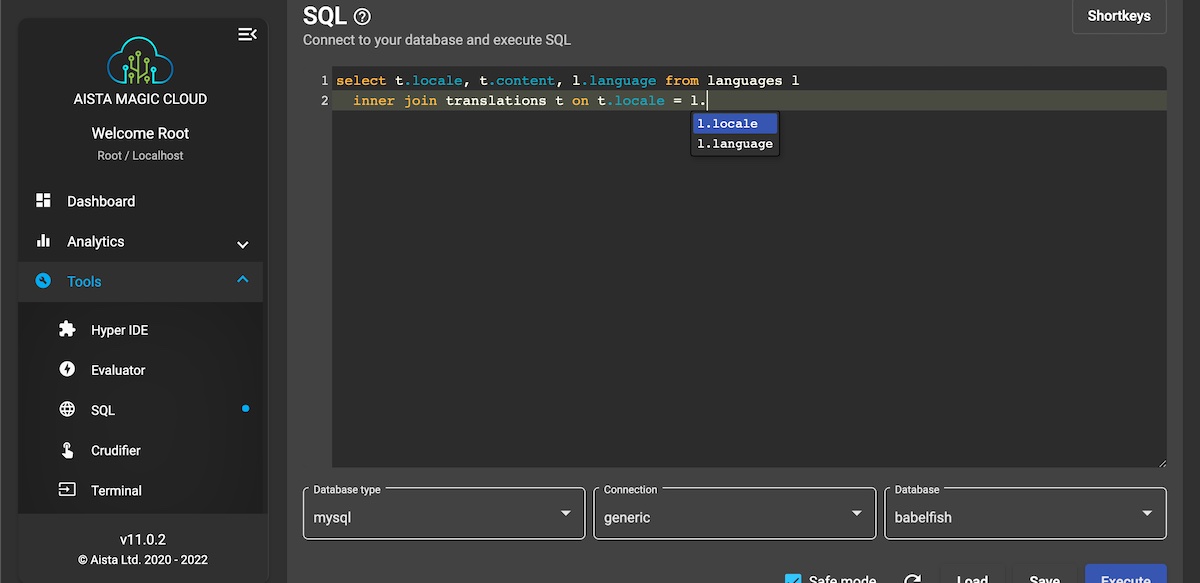 AISTA MAGIC CLOUD
Welcome Root
Root / Localhost
Dashboard
Analytics
Tools
Hyper IDE
Evaluator
SQL
Crudifier
Terminal
v11.0.2
© Aista Ltd. 2020 - 2022
SQL ?
Connect to your database and execute SQL
Shortkeys
1 select t.locale, t.content, l.language from languages l
2 inner join translations t on t.locale = l.
l.locale
l.language
Database type
mysql
Connection
generic
Database
babelfish
Safe mode
Load
Save
Execute